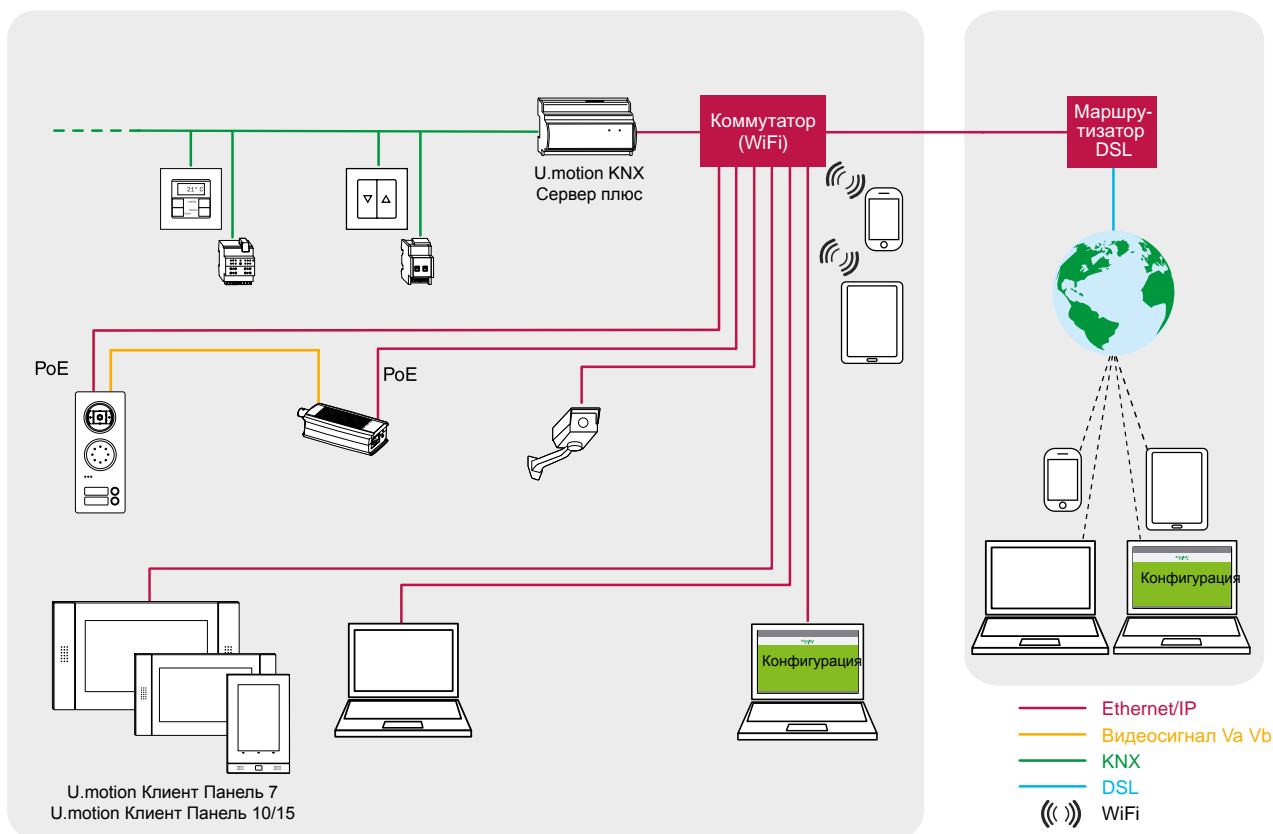 Коммутатор
(WiFi)
Маршру-
тизатор
DSL
U.motion KNX
Сервер плюс
21° C
PoE
PoE
Конфигурация
Конфигурация
U.motion Клиент Панель 7
U.motion Клиент Панель 10/15
Ethernet/IP
Видеосигнал Va Vb
KNX
DSL
WiFi